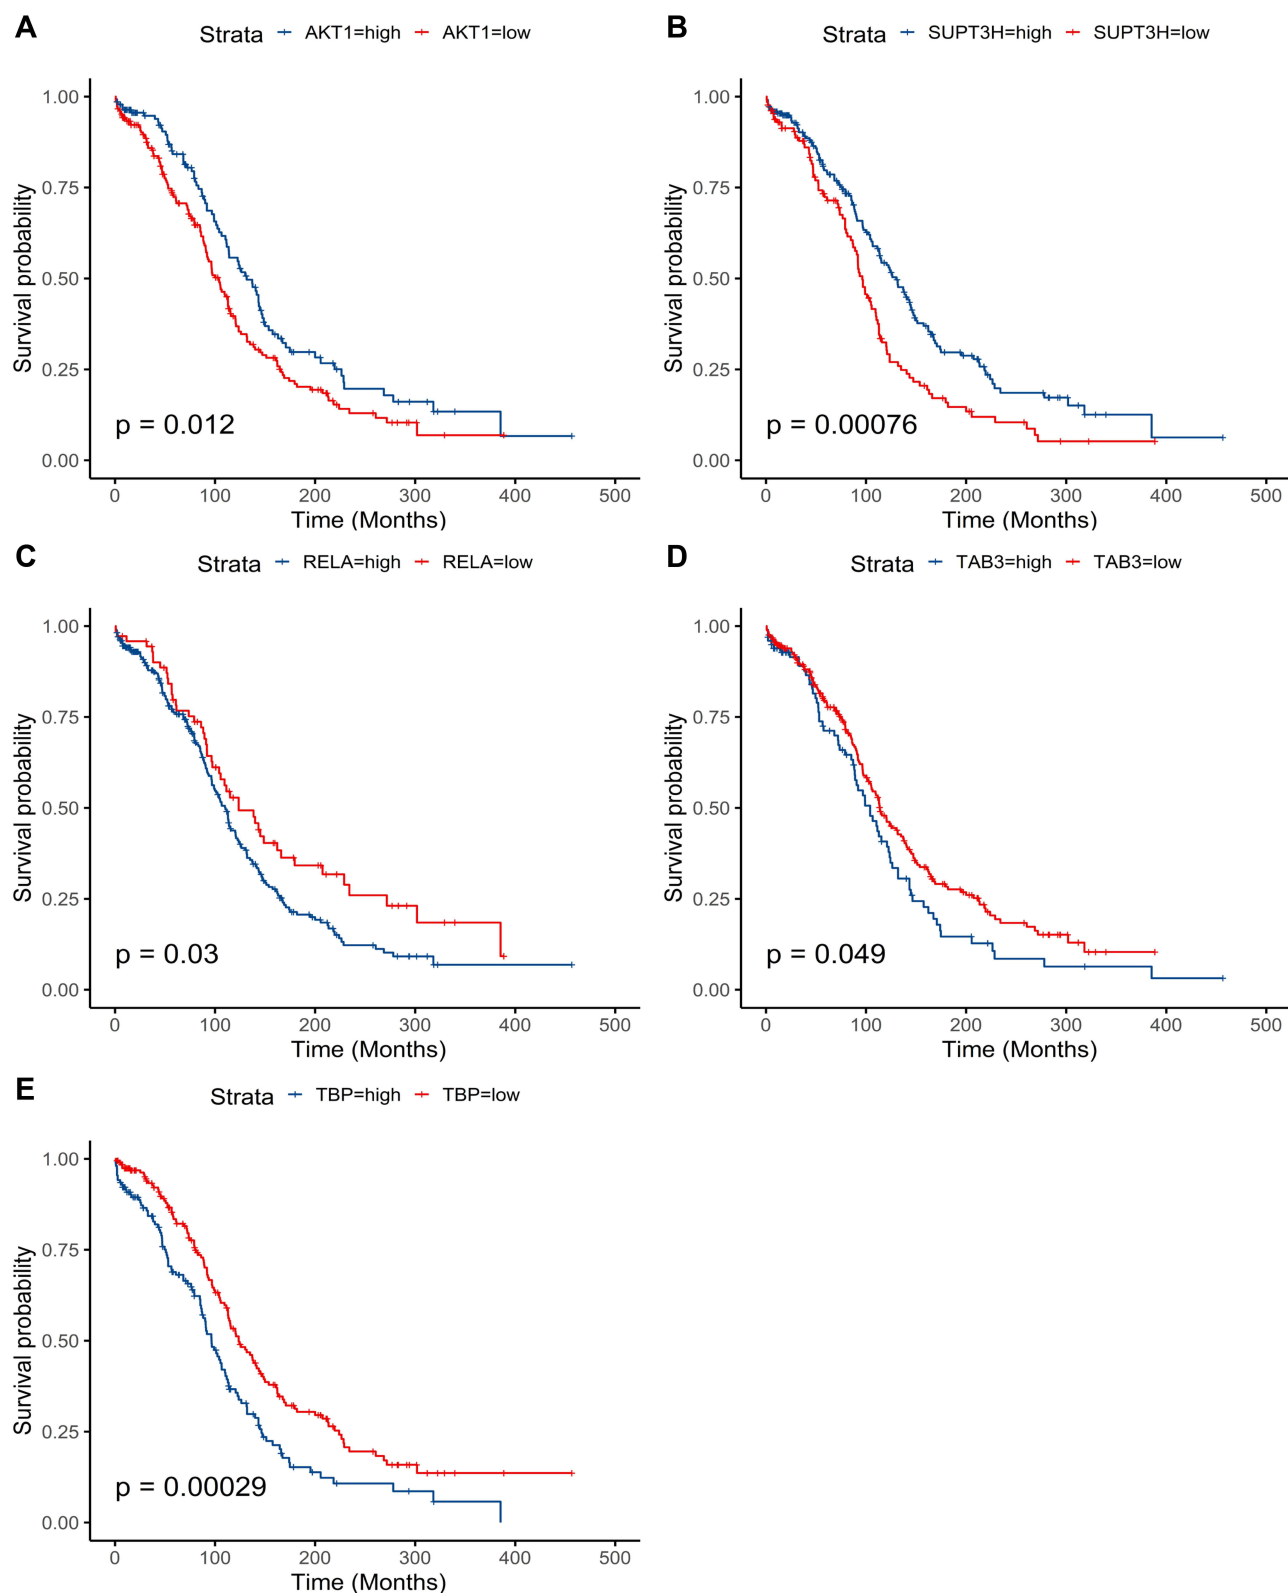 A
Strata AKT1=high AKT1=low
Survival probability
1.00
0.75
0.50
0.25
0.00
p = 0.012
0 100 200 300 400 500
Time (Months)
B
Strata SUPT3H=high SUPT3H=low
Survival probability
1.00
0.75
0.50
0.25
0.00
p = 0.00076
0 100 200 300 400 500
Time (Months)
C
Strata RELA=high RELA=low
Survival probability
1.00
0.75
0.50
0.25
0.00
p = 0.03
0 100 200 300 400 500
Time (Months)
D
Strata TAB3=high TAB3=low
Survival probability
1.00
0.75
0.50
0.25
0.00
p = 0.049
0 100 200 300 400 500
Time (Months)
E
Strata TBP=high TBP=low
Survival probability
1.00
0.75
0.50
0.25
0.00
p = 0.00029
0 100 200 300 400 500
Time (Months)